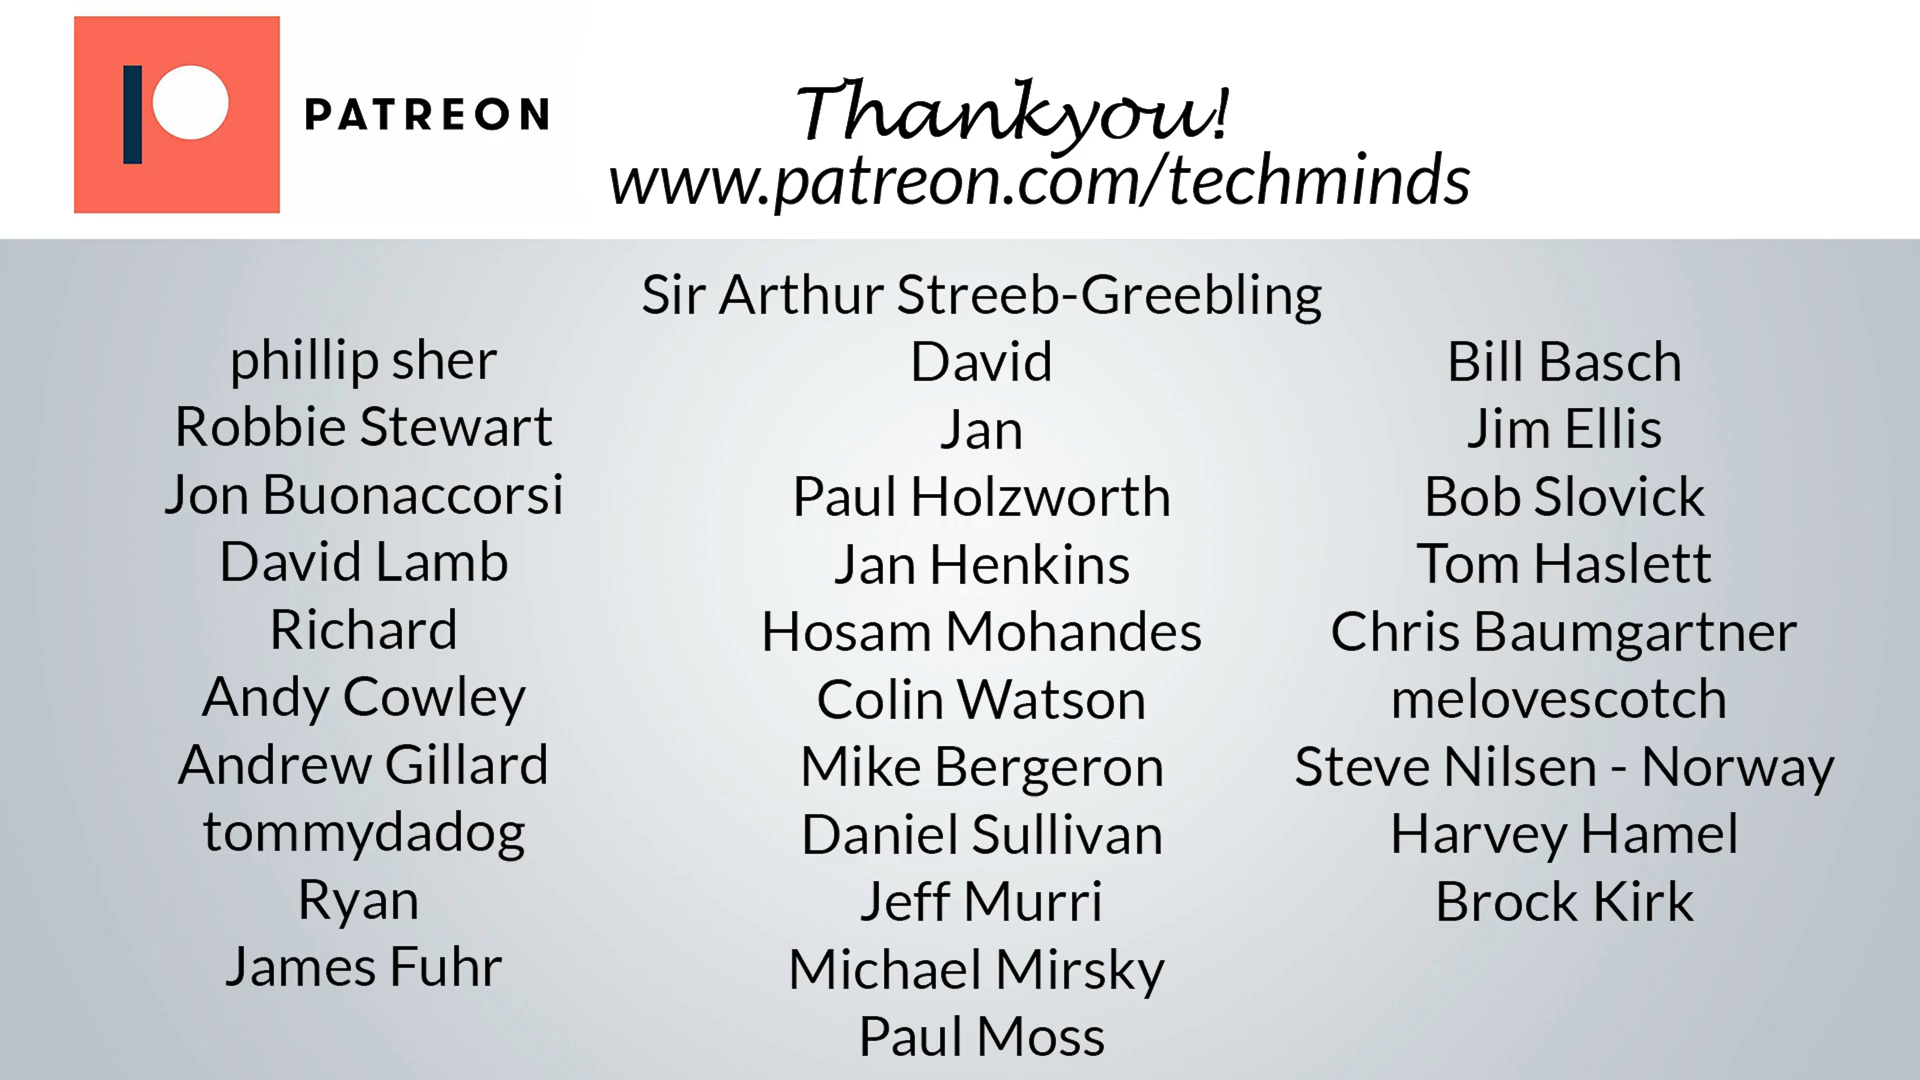 PATREON
Thankyou!
www.patreon.com/techminds
Sir Arthur Streeb-Greebling
phillip sher
Robbie Stewart
Jon Buonaccorsi
David Lamb
Richard
Andy Cowley
Andrew Gillard
tommydadog
Ryan
James Fuhr
David
Jan
Paul Holzworth
Jan Henkins
Hosam Mohandes
Colin Watson
Mike Bergeron
Daniel Sullivan
Jeff Murri
Michael Mirsky
Paul Moss
Bill Basch
Jim Ellis
Bob Slovick
Tom Haslett
Chris Baumgartner
melovescotch
Steve Nilsen - Norway
Harvey Hamel
Brock Kirk